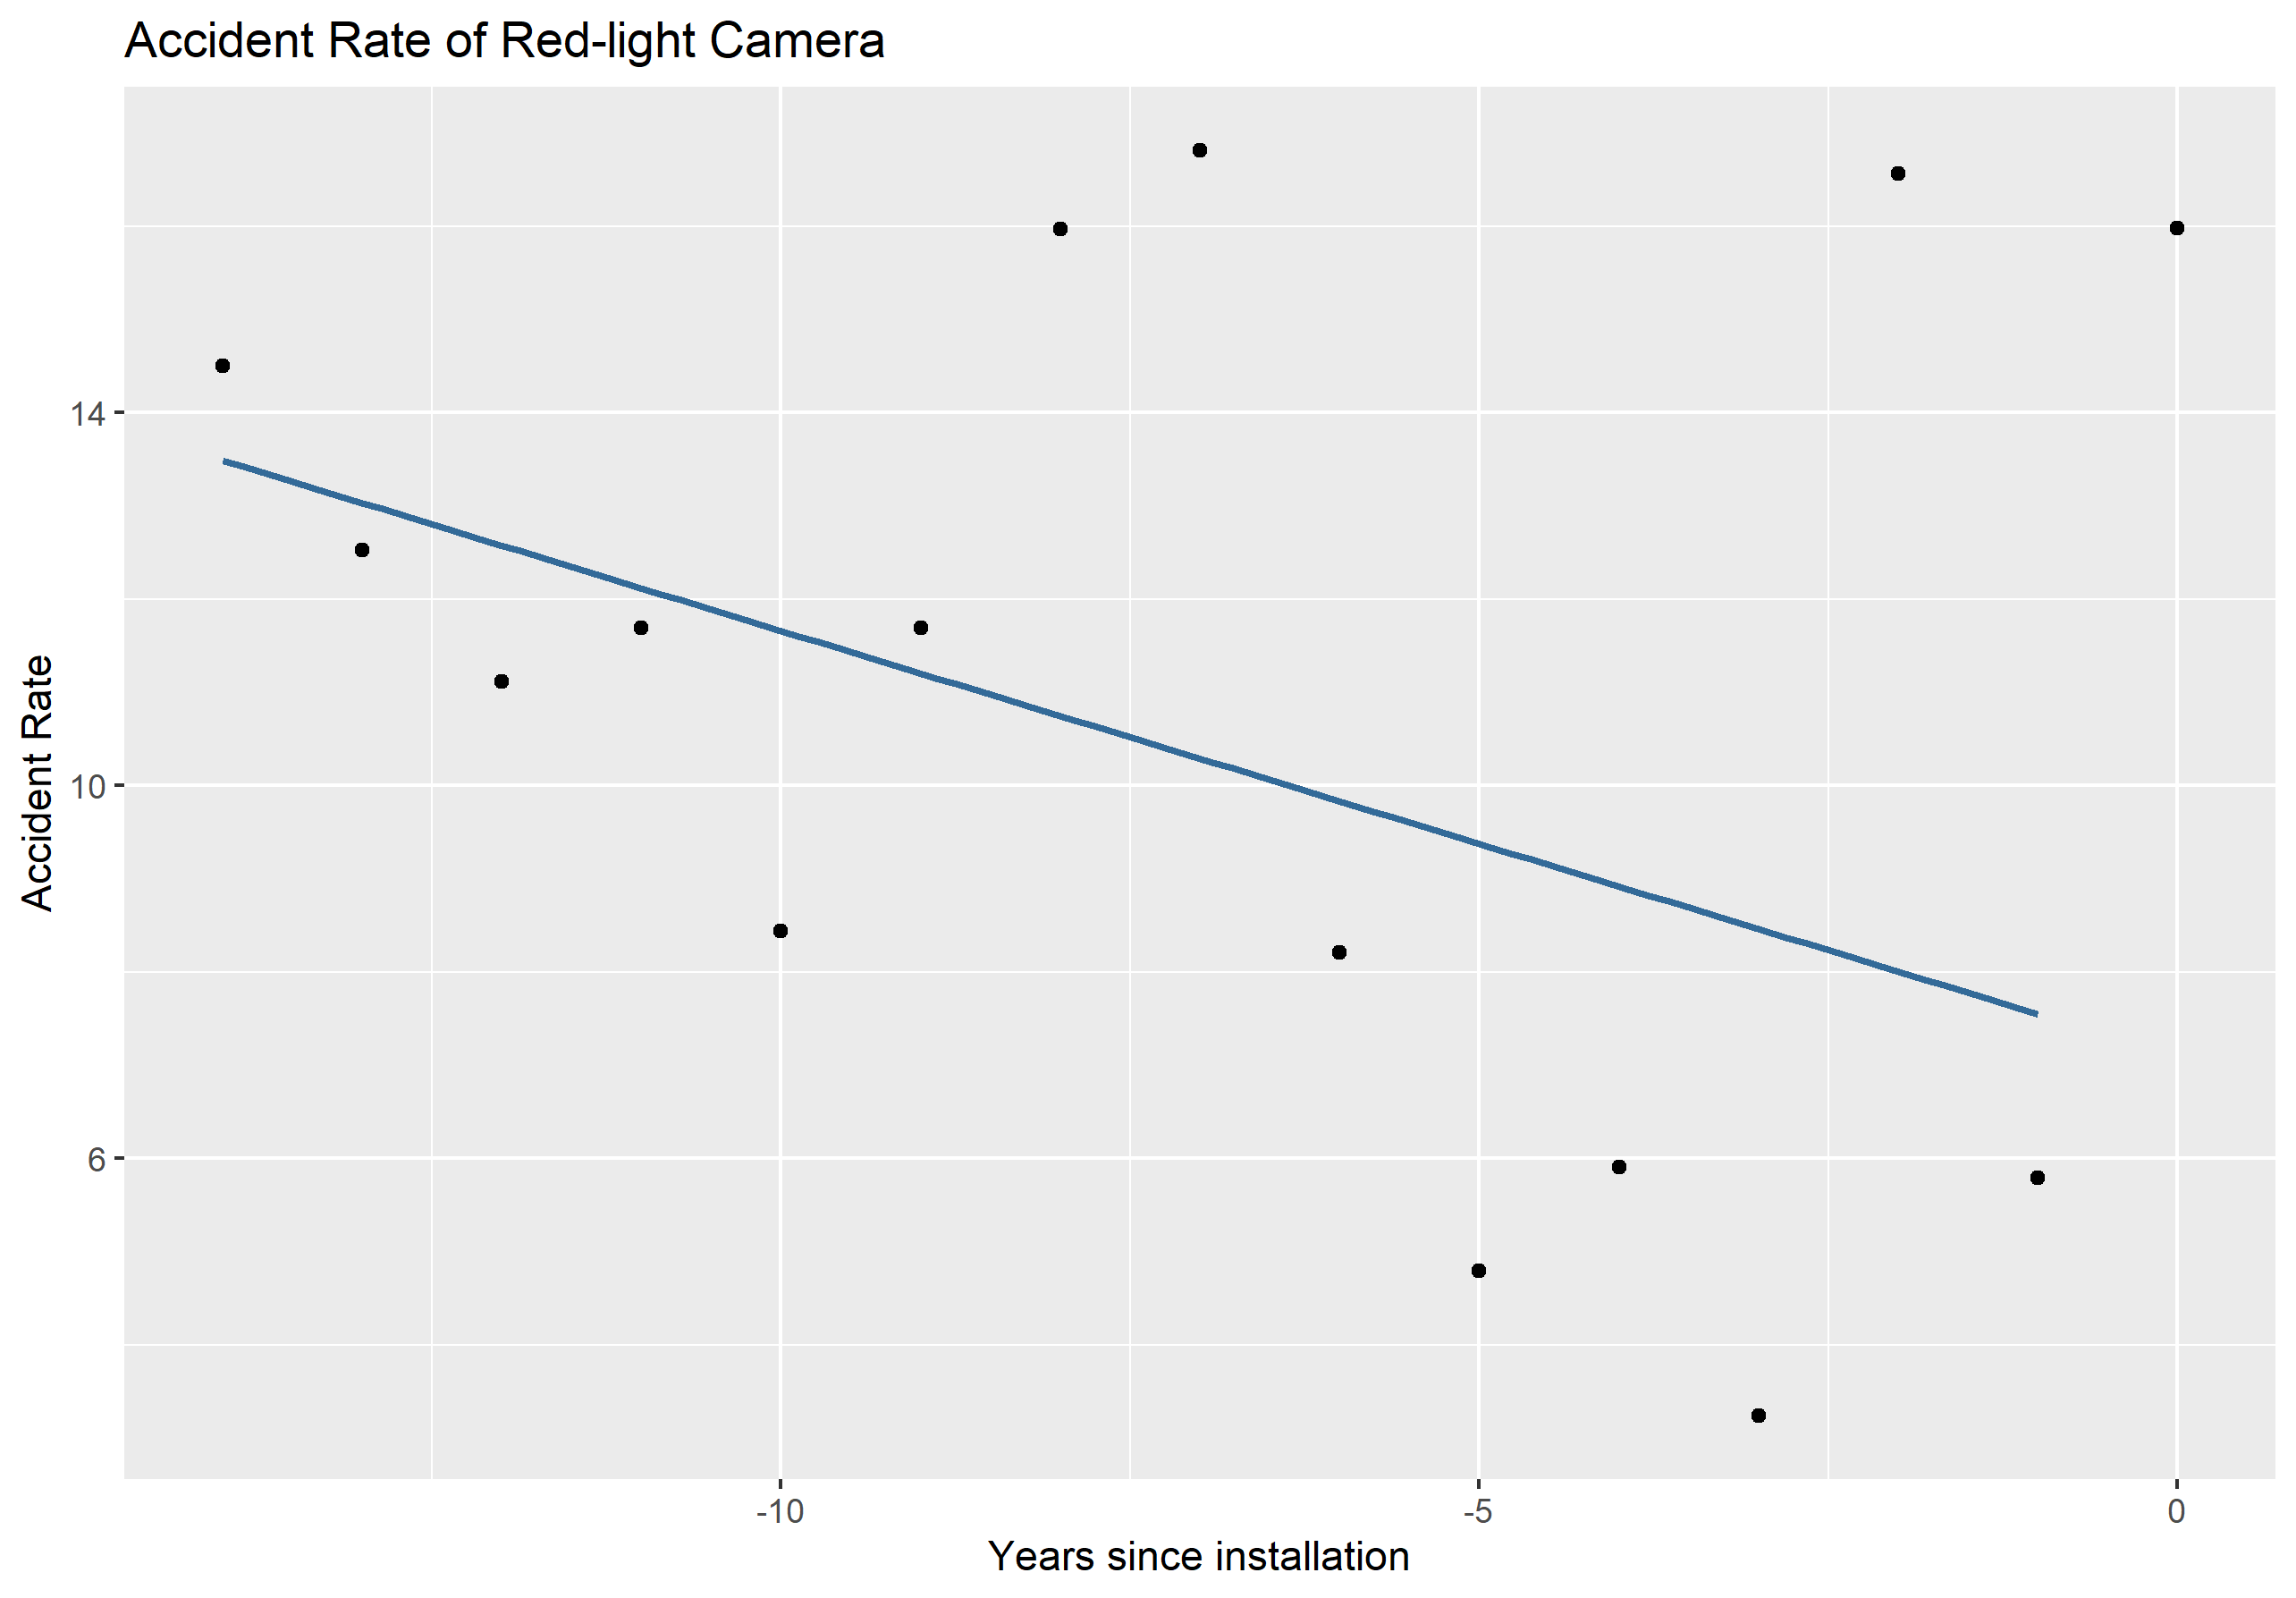 Accident Rate of Red-light Camera
Accident Rate
14
10
6
-10
-5
0
Years since installation